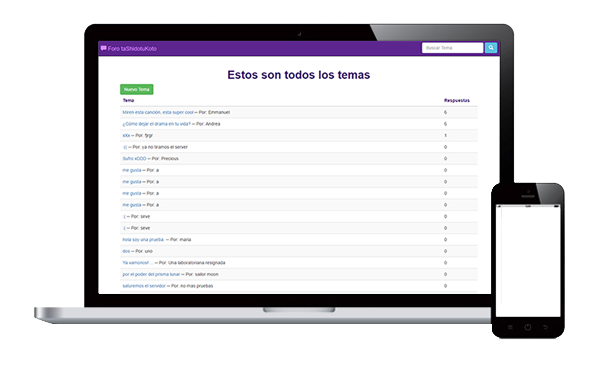 Foro taShidotuKoto
Buscar Tema
Estos son todos los temas
Nuevo Tema
Tema Respuestas
Miren esta canción, esta super cool ─ Por: Emmanuel 5
¿Cómo dejar el drama en tu vida? ─ Por: Andrea 6
xXx ─ Por: 1
:(( ─ Por: ya no tiramos el server 0
Sufro xDDD ─ Por: Precious 0
me gusta ─ Por: a 0
me gusta ─ Por: a 0
me gusta ─ Por: a 0
me gusta ─ Por: a 0
:( ─ Por: seve 0
:( ─ Por: seve 0
hola soy una prueba ─ Por: maria 0
dos ─ Por: uno 0
Ya vamonos! .. ─ Por: Una laboratoriana resignada 0
por el poder del prisma lunar ─ Por: sailor moon 0
saturemos el servidor ─ Por: no mas pruebas 0